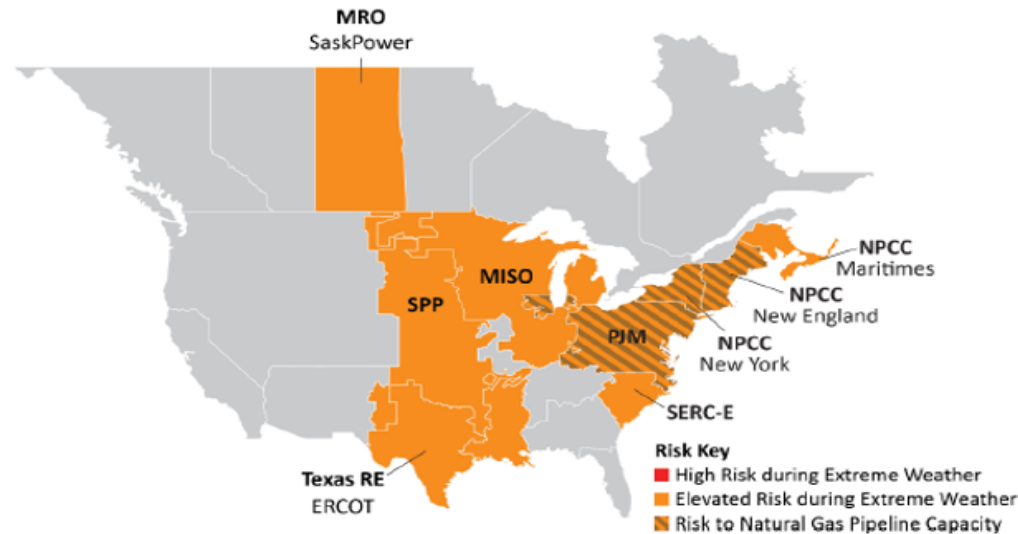 MRO
SaskPower
NPCC
Maritimes
MISO
NPCC
New England
SPP
PJM
NPCC
New York
SERC-E
Risk Key
High Risk during Extreme Weather
Texas RE
Elevated Risk during Extreme Weather
ERCOT
Risk to Natural Gas Pipeline Capacity